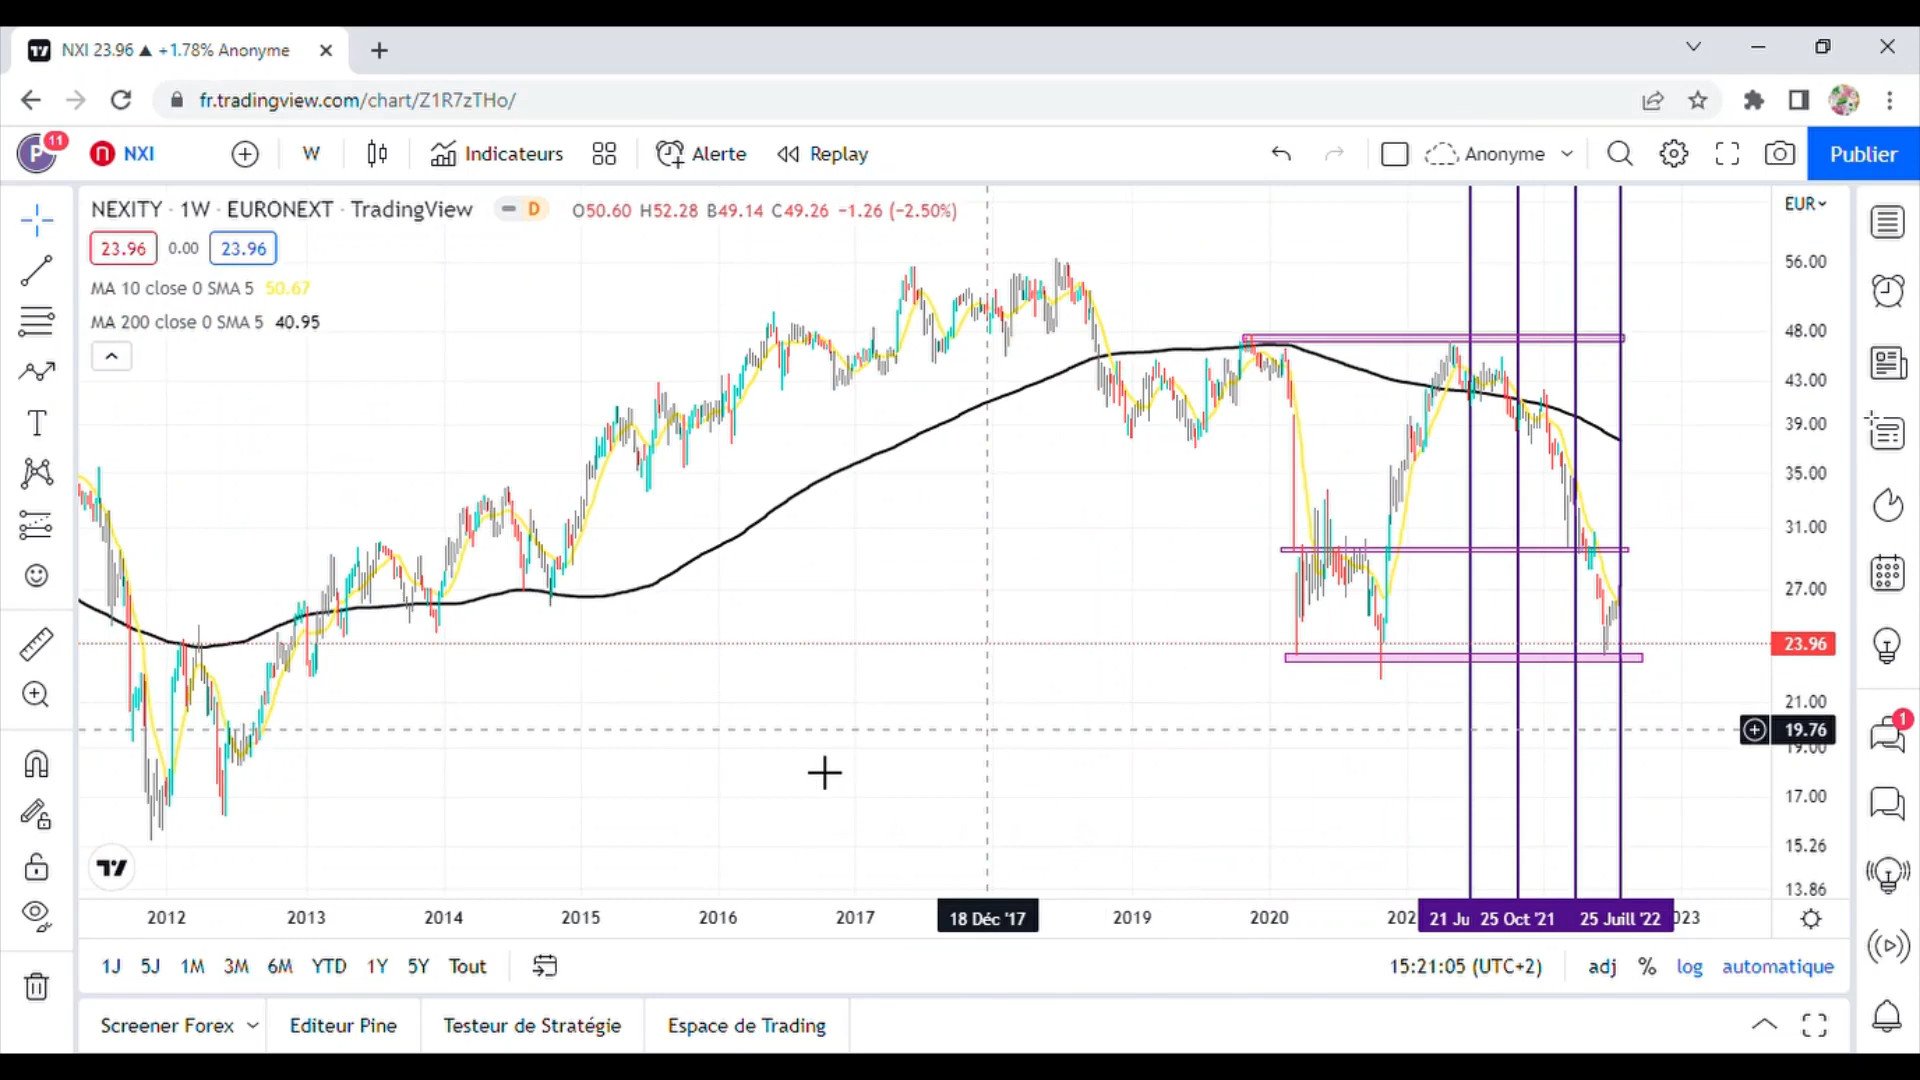 NXI 23.96 ▲ +1.78% Anonyme
fr.tradingview.com/chart/Z1R7zTHo/
P 11 NXI W Indicateurs Alerte Replay Anonyme Publier
NEXITY · 1W · EURONEXT · TradingView D O50.60 H52.28 B49.14 C49.26 −1.26 (−2.50%) EUR
23.96 0.00 23.96
MA 10 close 0 SMA 5 50.67
MA 200 close 0 SMA 5 40.95
56.00
48.00
43.00
39.00
35.00
31.00
27.00
23.96
21.00
19.76
19.00
17.00
15.26
13.86
1
2012 2013 2014 2015 2016 2017 18 Déc '17 2019 2020 202 21 Ju 25 Oct '21 25 Juill '22 023
1J 5J 1M 3M 6M YTD 1Y 5Y Tout 15:21:05 (UTC+2) adj % log automatique
Screener Forex Editeur Pine Testeur de Stratégie Espace de Trading